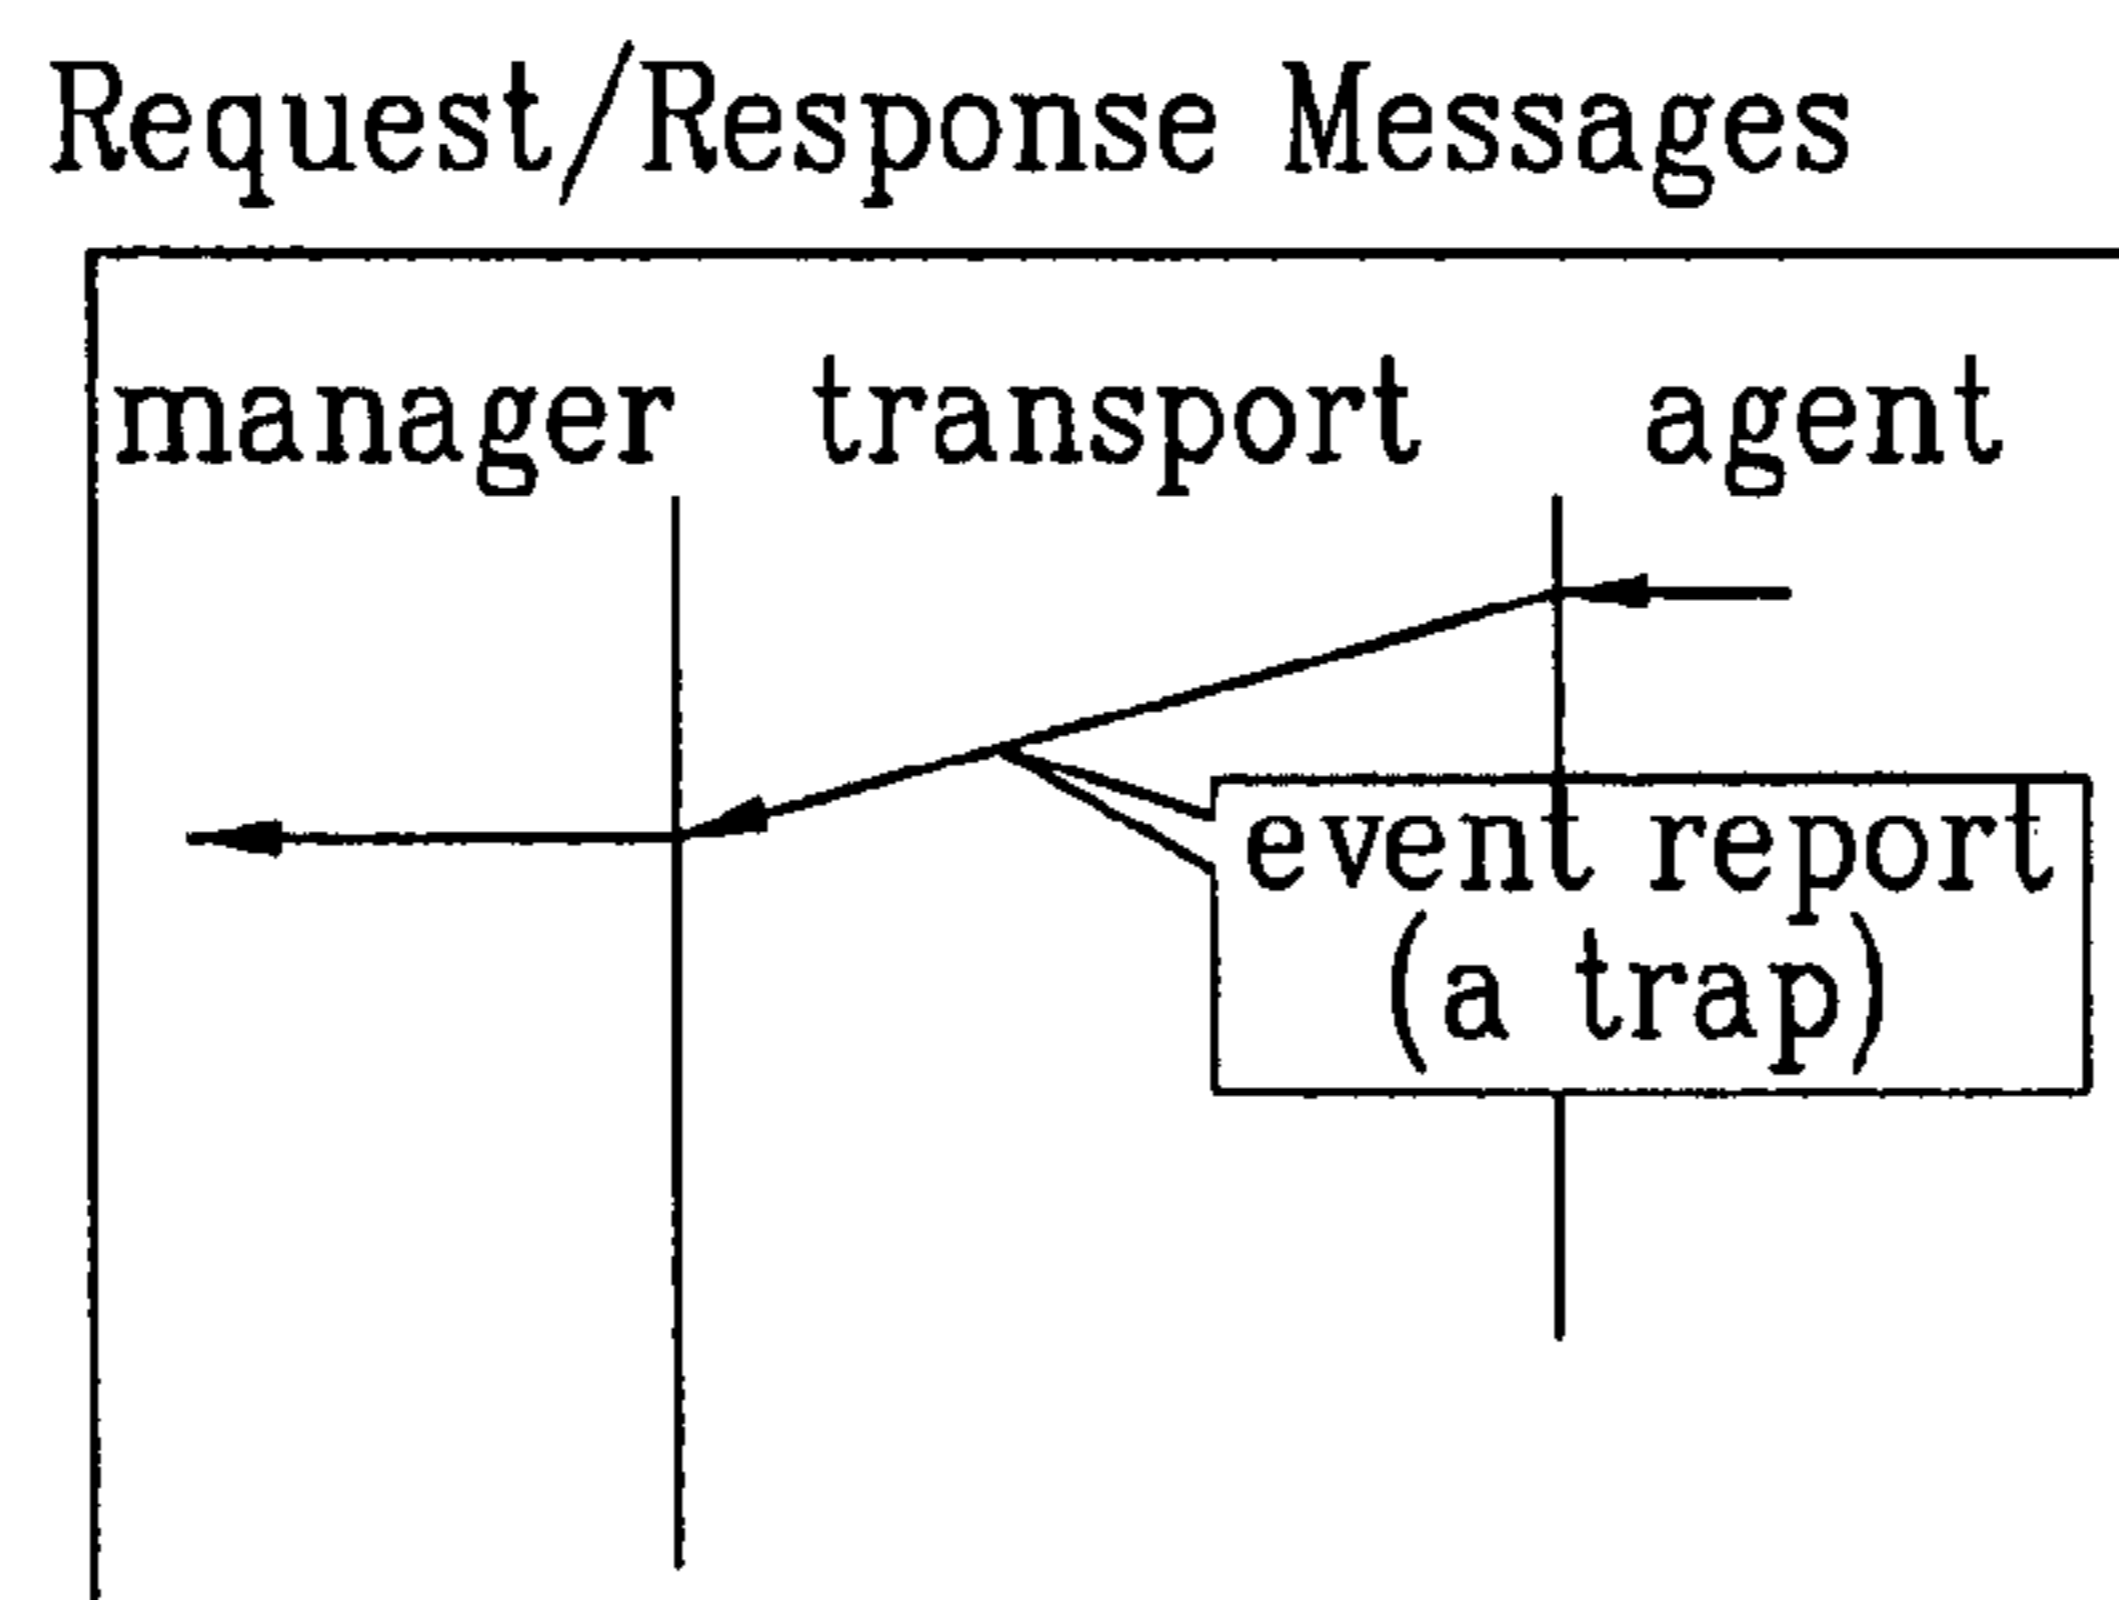 Request/Response Messages
manager transport agent
event report
(a trap)